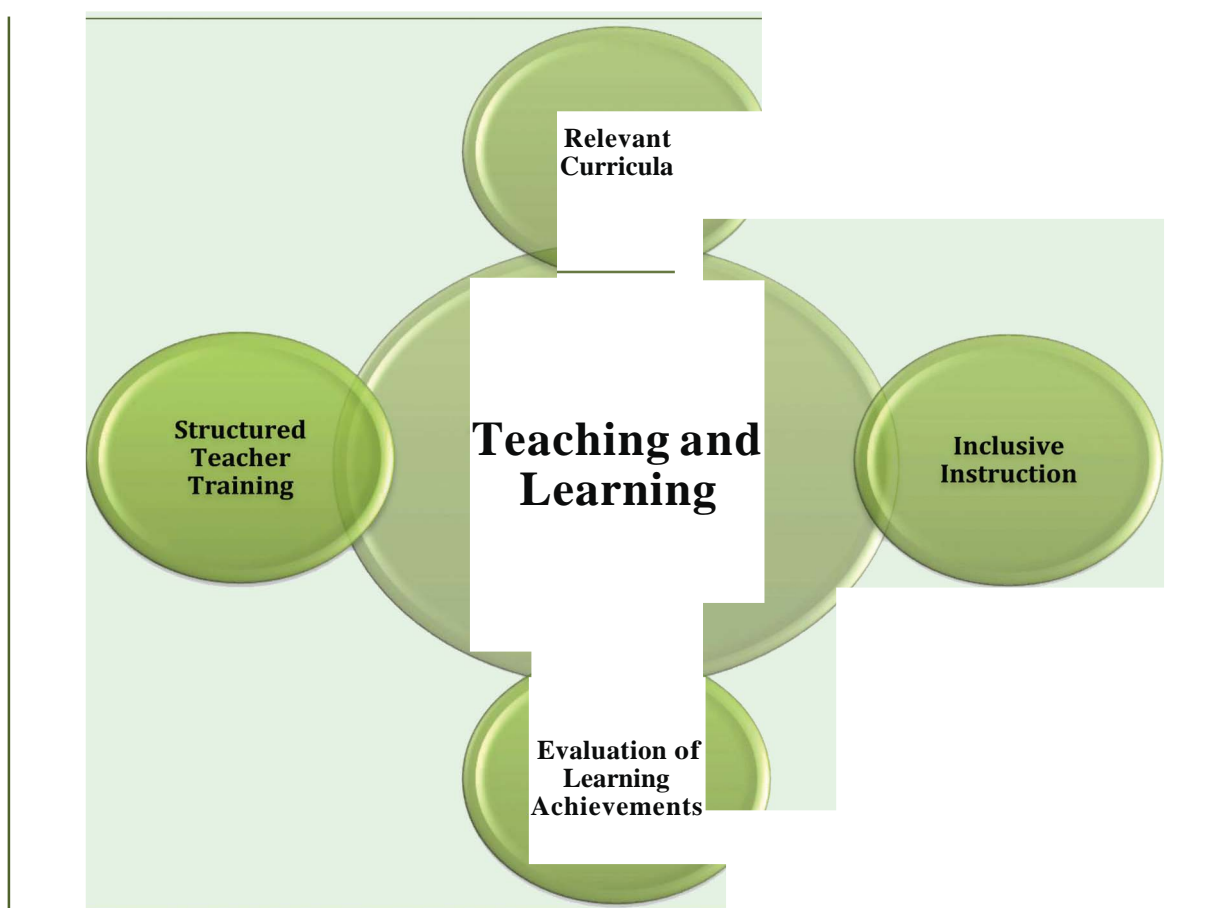 Relevant
Curricula
Structured
Teacher
Training
Teaching and
Learning
Inclusive
Instruction
Evaluation of
Learning
Achievements